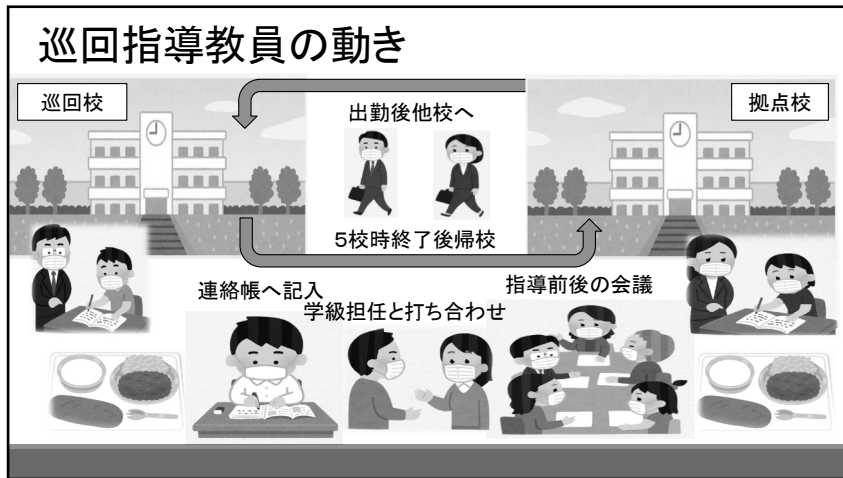 巡回指導教員の動き
巡回校
拠点校
出勤後他校へ
5校時終了後帰校
連絡帳へ記入
学級担任と打ち合わせ
指導前後の会議